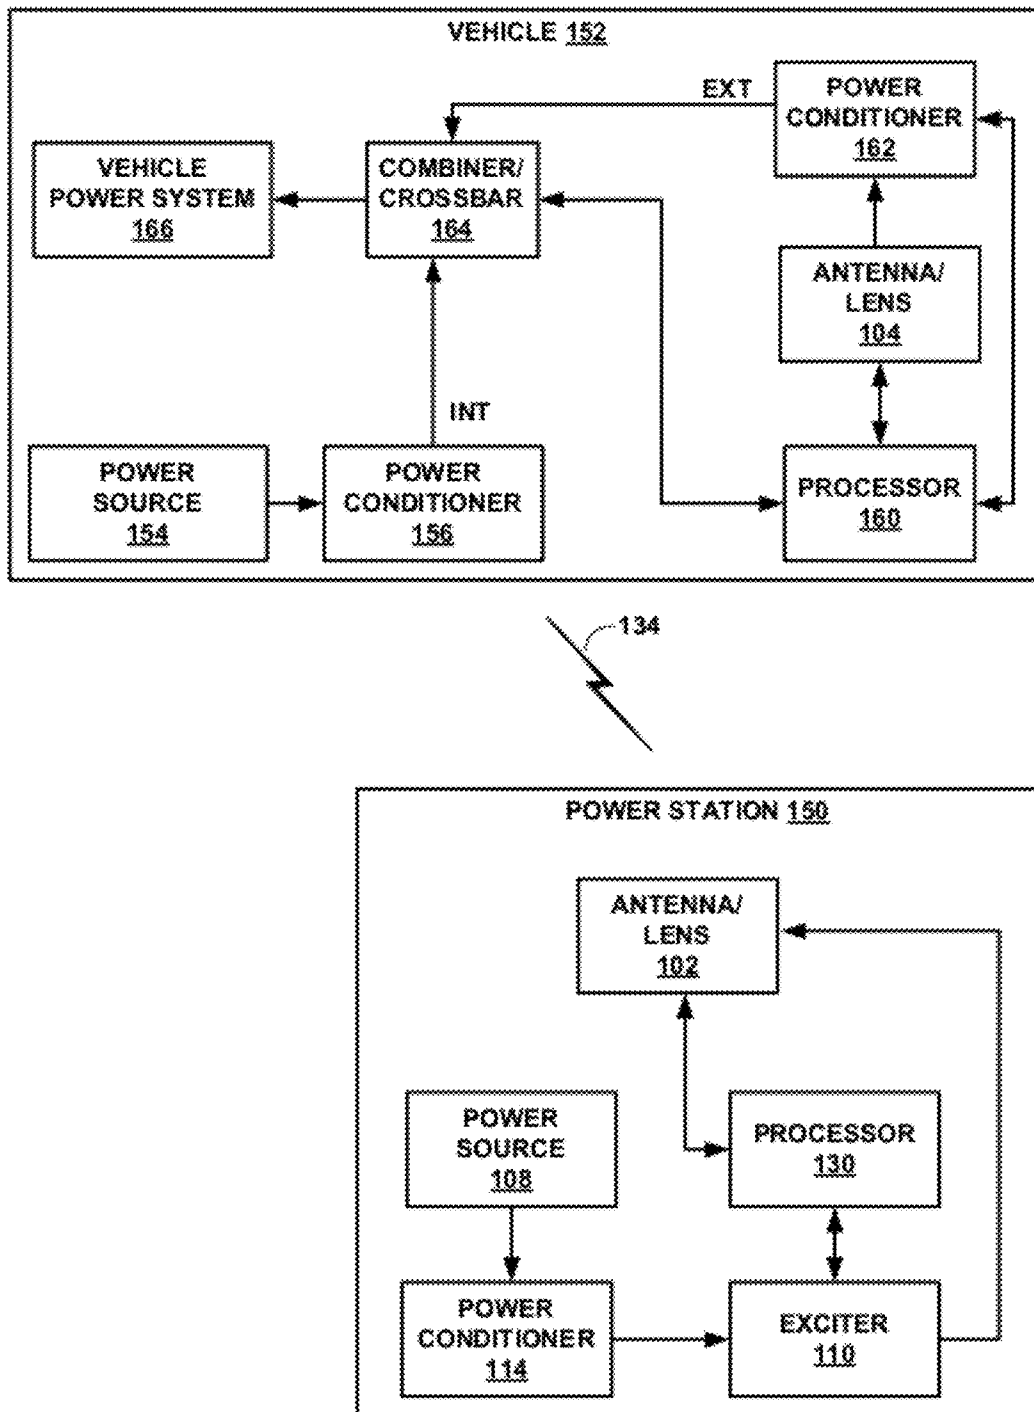 VEHICLE 152
EXT
POWER
CONDITIONER
162
VEHICLE
POWER SYSTEM
166
COMBINER/
CROSSBAR
164
ANTENNA/
LENS
104
INT
POWER
SOURCE
154
POWER
CONDITIONER
156
PROCESSOR
160
134
POWER STATION 150
ANTENNA/
LENS
102
POWER
SOURCE
108
PROCESSOR
130
POWER
CONDITIONER
114
EXCITER
110